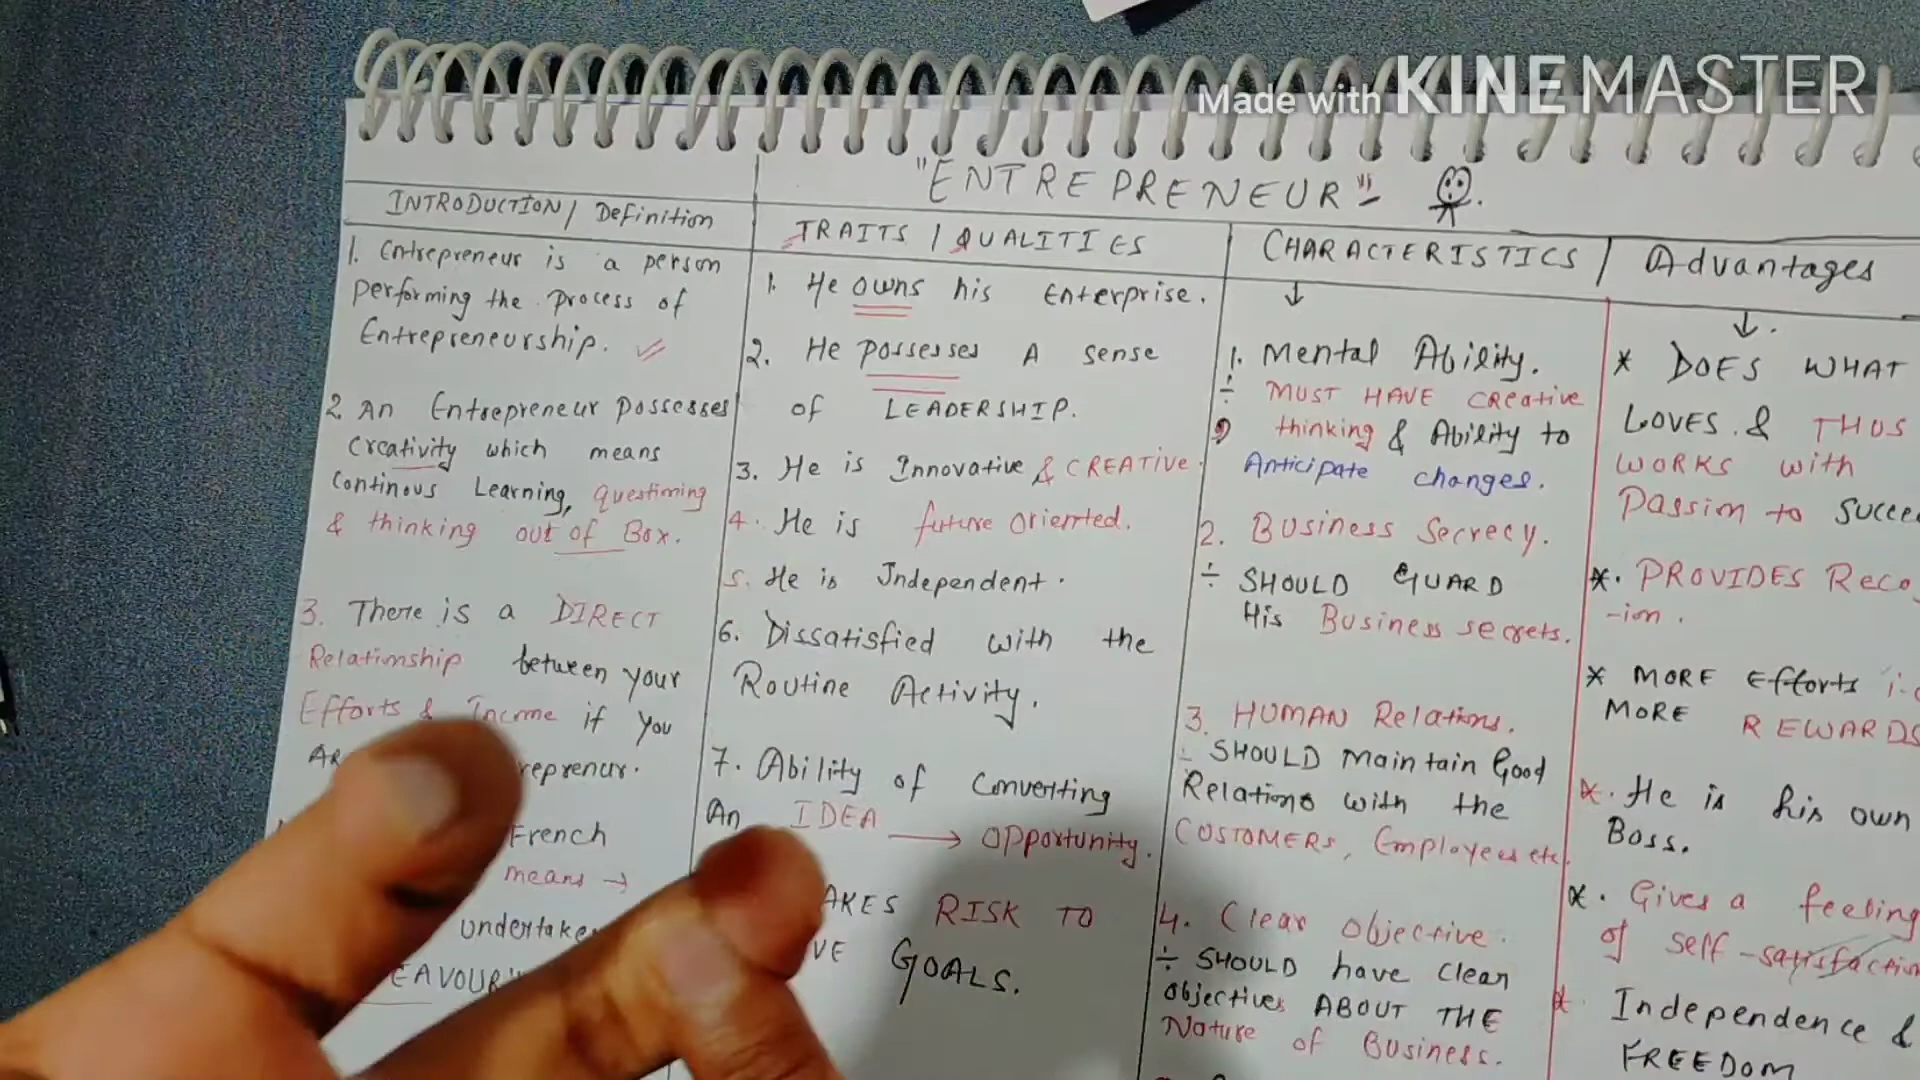 Made with KINEMASTER
"ENTREPRENEUR"-
INTRODUCTION/ Definition
1. Entrepreneur is a person
performing the process of
Entrepreneurship.
2. An Entrepreneur possesses
Creativity which means
Continous Learning, questioning
& thinking out of Box.
3. There is a DIRECT
Relationship between your
Efforts & Income if you
French
means →
undertake
TRAITS / QUALITIES
1. He owns his Enterprise.
2. He possesses A sense
of LEADERSHIP.
3. He is Innovative & CREATIVE.
4. He is future oriented.
5. He is Independent.
6. Dissatisfied with the
Routine Activity.
7. Ability of Converting
An IDEA → opportunity.
RISK TO
GOALS.
CHARACTERISTICS
↓
1. Mental Ability.
÷ MUST HAVE creative
thinking & Ability to
Anticipate changes.
2. Business Secrecy.
÷ SHOULD GUARD
His Business secrets.
3. HUMAN Relations.
÷ SHOULD Maintain Good
Relations with the
CUSTOMERS, Employees etc.
4. Clear objective.
÷ SHOULD have clear
objectives ABOUT THE
Nature of Business.
/ Advantages
↓.
* DOES WHAT
LOVES & THUS
WORKS with
Passion to
*. PROVIDES
-ion.
* MORE Efforts
MORE REWARDS
*. He is his own
Boss.
*. Gives a feeling
of self-satisfaction
* Independence &
FREEDOM